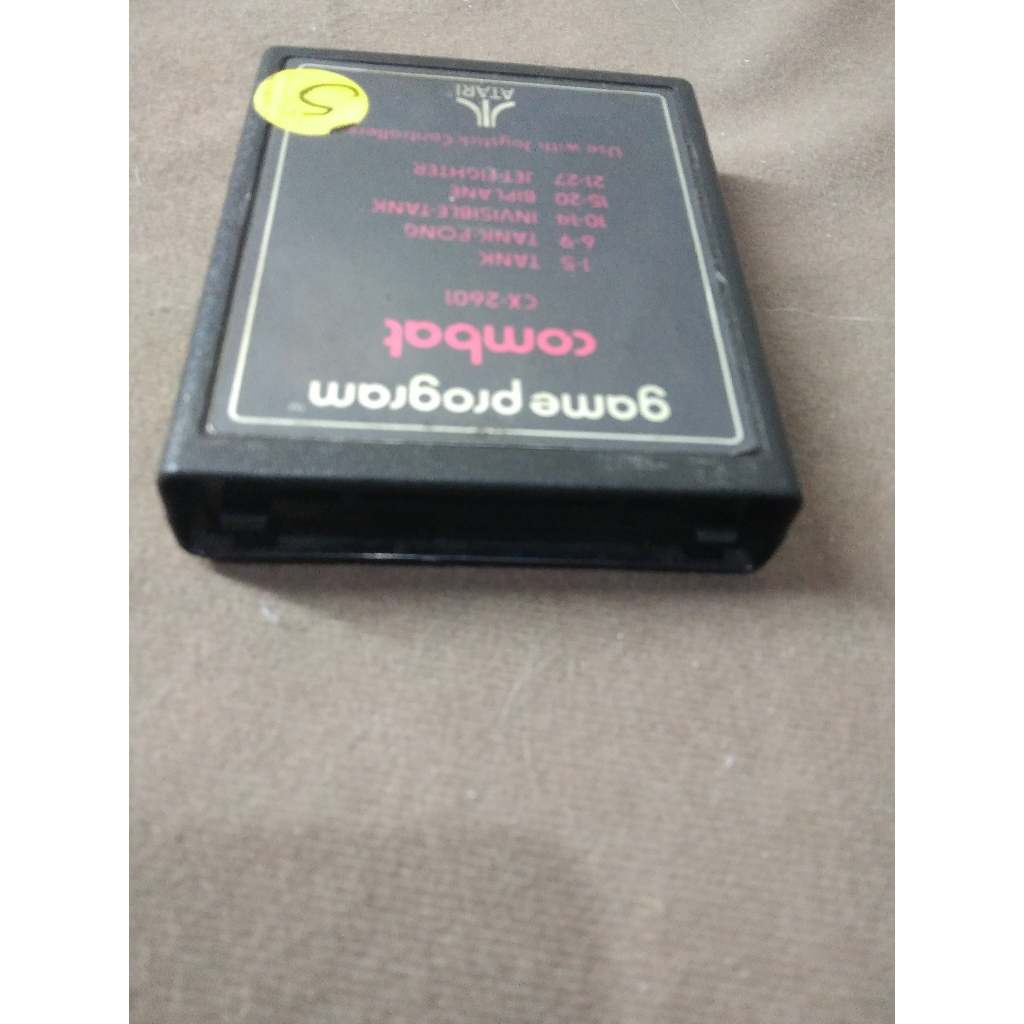 game program™
combat
CX-2601
1-5 TANK
6-9 TANK-PONG
10-14 INVISIBLE-TANK
15-20 BIPLANE
21-27 JET-FIGHTER
Use with Joystick Controllers
ATARI®
5